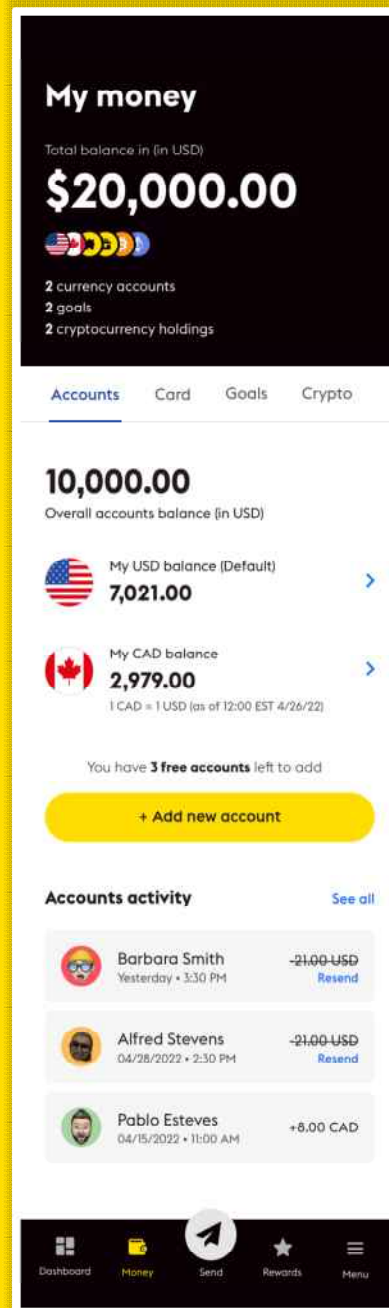 My money
Total balance in (in USD)
$20,000.00
2 currency accounts
2 goals
2 cryptocurrency holdings
Accounts Card Goals Crypto
10,000.00
Overall accounts balance (in USD)
My USD balance (Default)
7,021.00
My CAD balance
2,979.00
1 CAD = 1 USD (as of 12:00 EST 4/26/22)
You have 3 free accounts left to add
+ Add new account
Accounts activity See all
Barbara Smith -21.00 USD
Yesterday • 3:30 PM Resend
Alfred Stevens -21.00 USD
04/28/2022 • 2:30 PM Resend
Pablo Esteves +8.00 CAD
04/15/2022 • 11:00 AM
Dashboard Money Send Rewards Menu